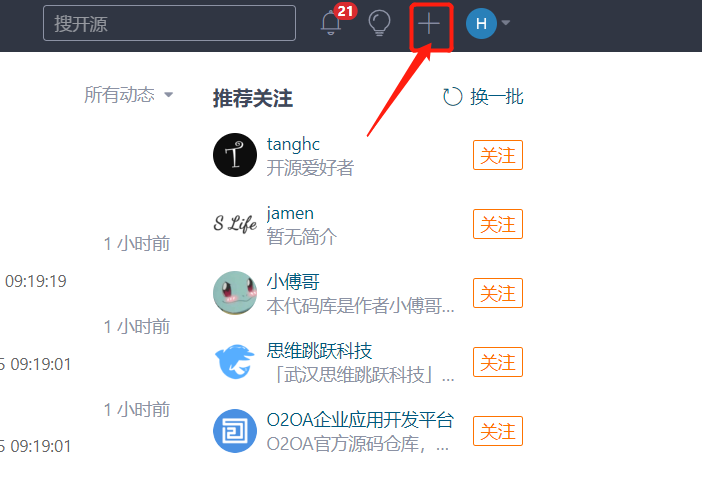 搜开源
21
H
所有动态
推荐关注
换一批
T
tanghc
开源爱好者
关注
S Life
jamen
暂无简介
关注
1 小时前
09:19:19
小傅哥
本代码库是作者小傅哥...
关注
1 小时前
5 09:19:01
思维跳跃科技
「武汉思维跳跃科技」...
关注
1 小时前
5 09:19:01
O2OA企业应用开发平台
O2OA官方源码仓库，...
关注